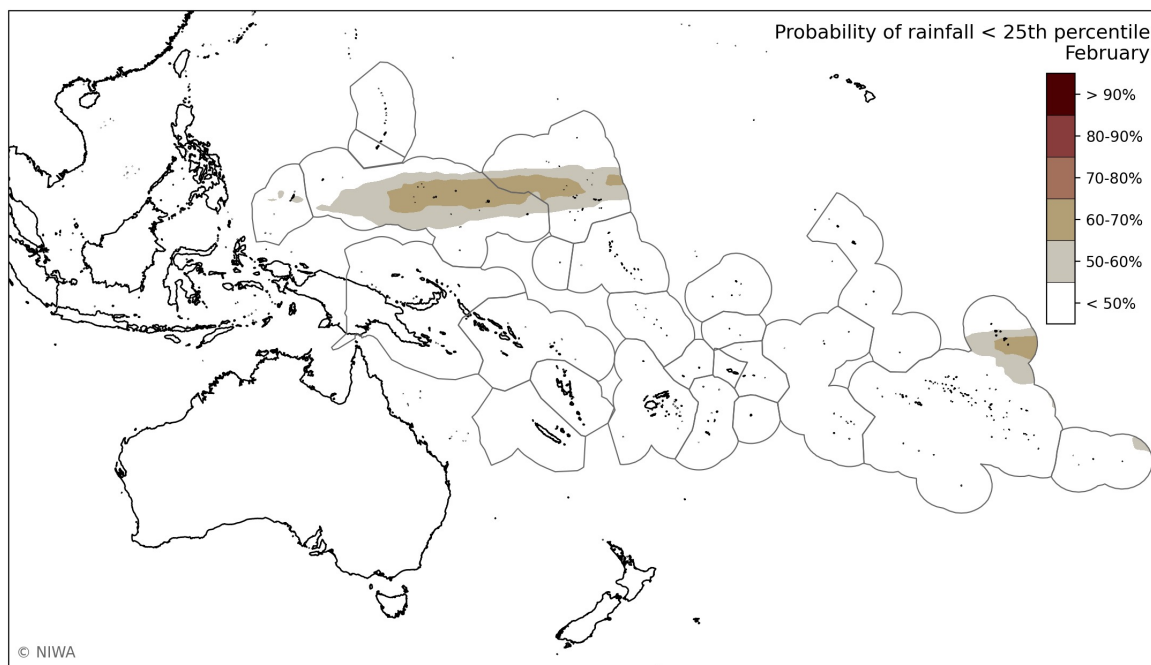 Probability of rainfall < 25th percentile
February
> 90%
80-90%
70-80%
60-70%
50-60%
< 50%
© NIWA